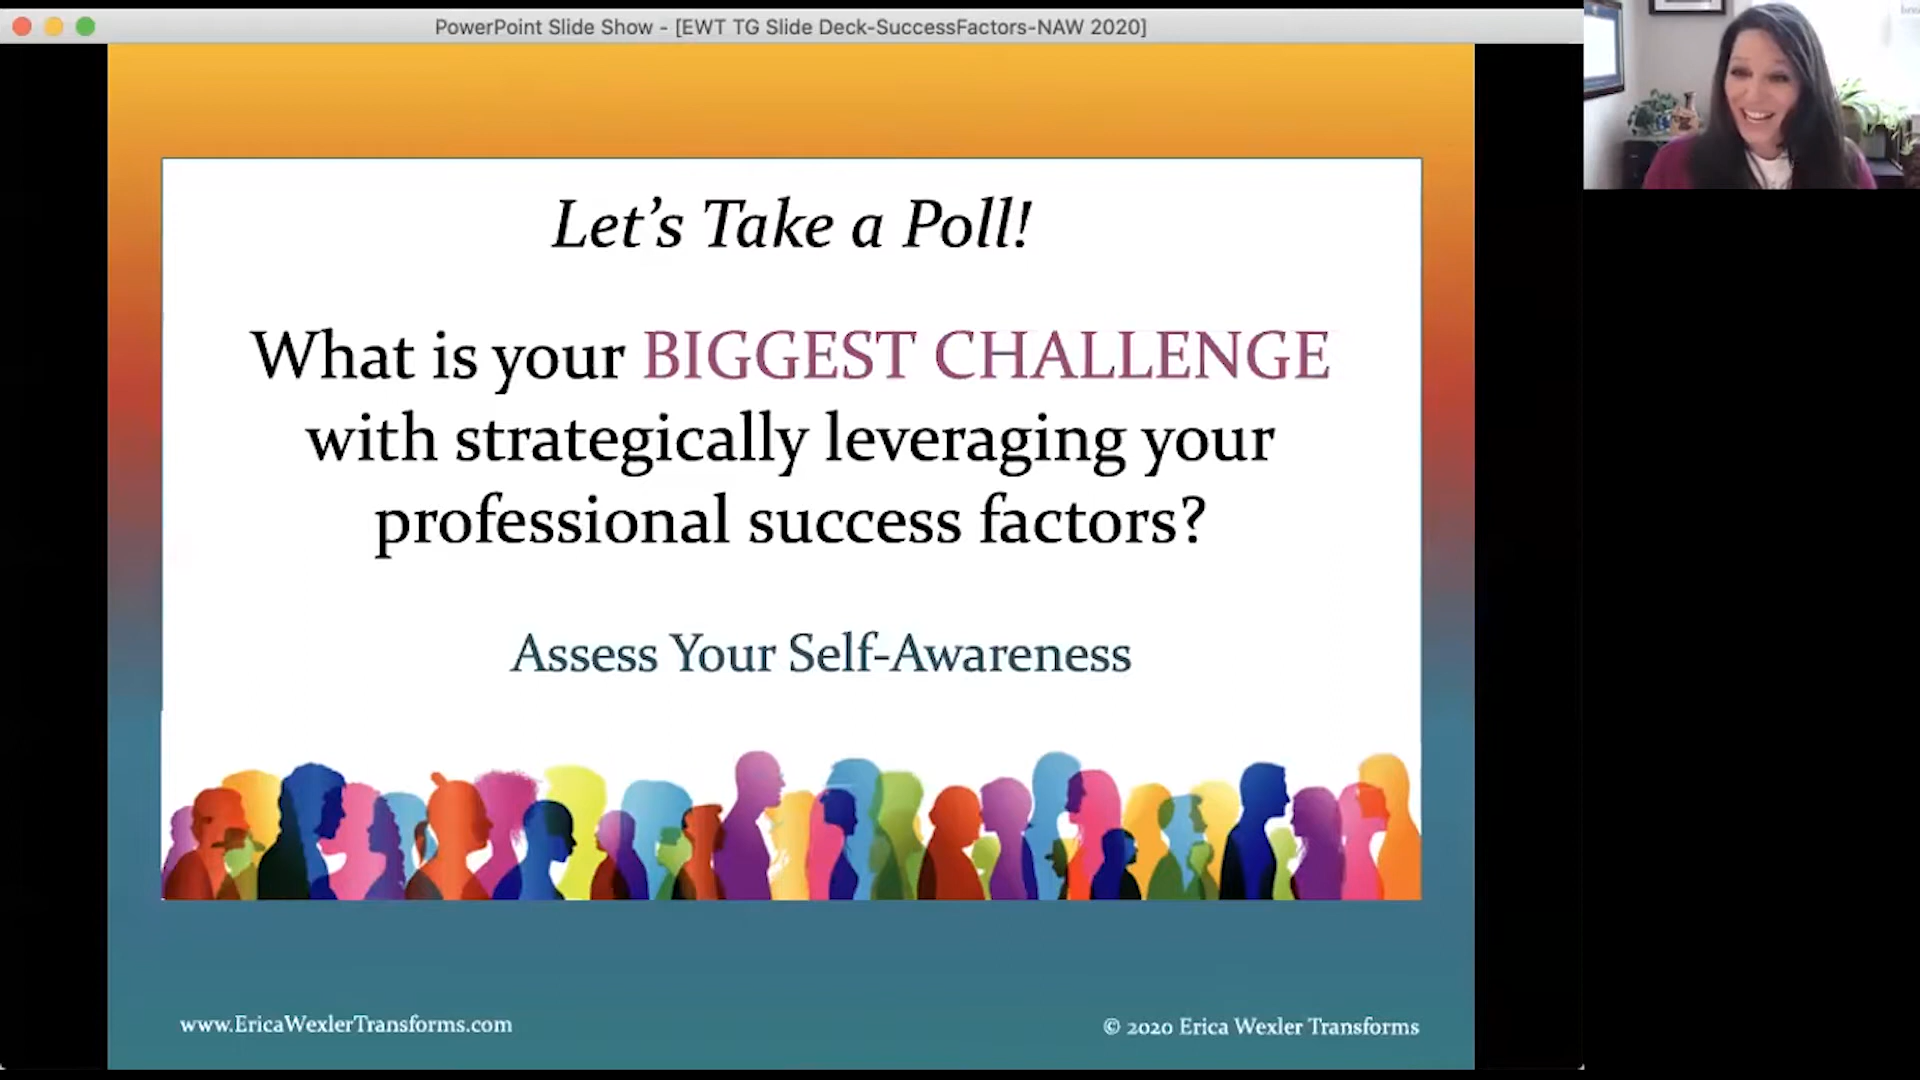 PowerPoint Slide Show - [EWT TG Slide Deck-SuccessFactors-NAW 2020]
Let's Take a Poll!
What is your BIGGEST CHALLENGE
with strategically leveraging your
professional success factors?
Assess Your Self-Awareness
www.EricaWexlerTransforms.com
© 2020 Erica Wexler Transforms